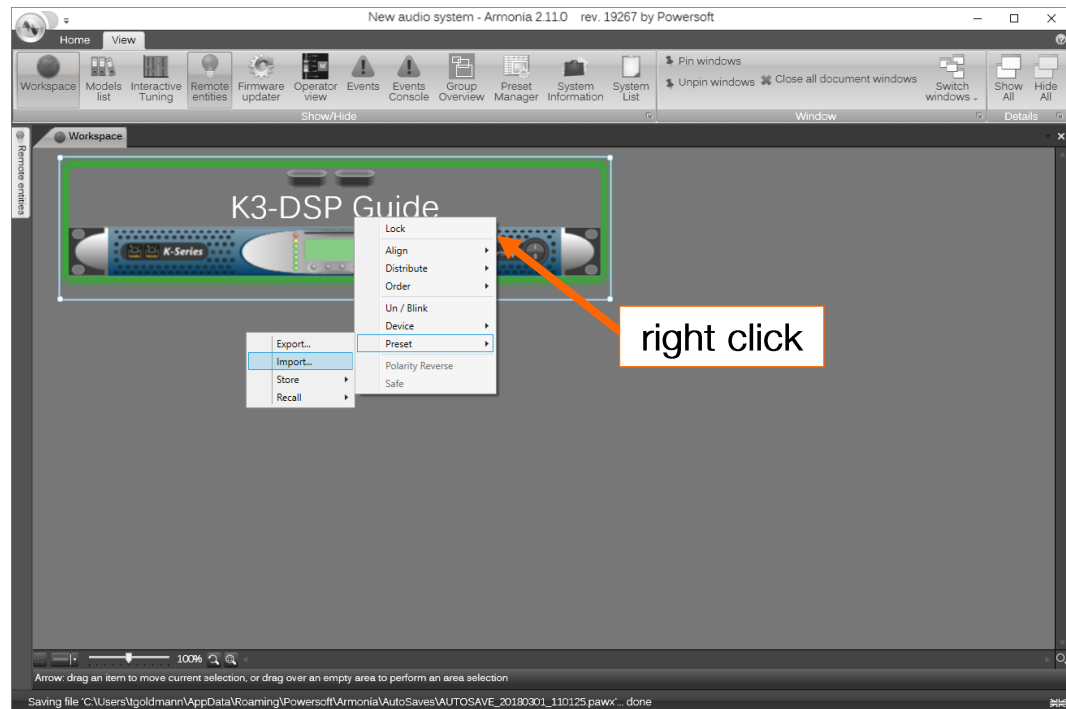 New audio system - Armonia 2.11.0 rev. 19267 by Powersoft
Home View
Workspace
Models list
Interactive Tuning
Remote entities
Firmware updater
Operator view
Events
Events Console
Group Overview
Preset Manager
System Information
System List
Show/Hide
Pin windows
Unpin windows
Close all document windows
Switch windows
Window
Show All
Hide All
Details
Remote entities
Workspace
K3-DSP Guide
K-Series
Lock
Align
Distribute
Order
Un / Blink
Device
Preset
Polarity Reverse
Safe
Export...
Import...
Store
Recall
right click
100%
Arrow: drag an item to move current selection, or drag over an empty area to perform an area selection
Saving file 'C:\Users\tgoldmann\AppData\Roaming\Powersoft\Armonia\AutoSaves\AUTOSAVE_20180301_110125.pawx'... done